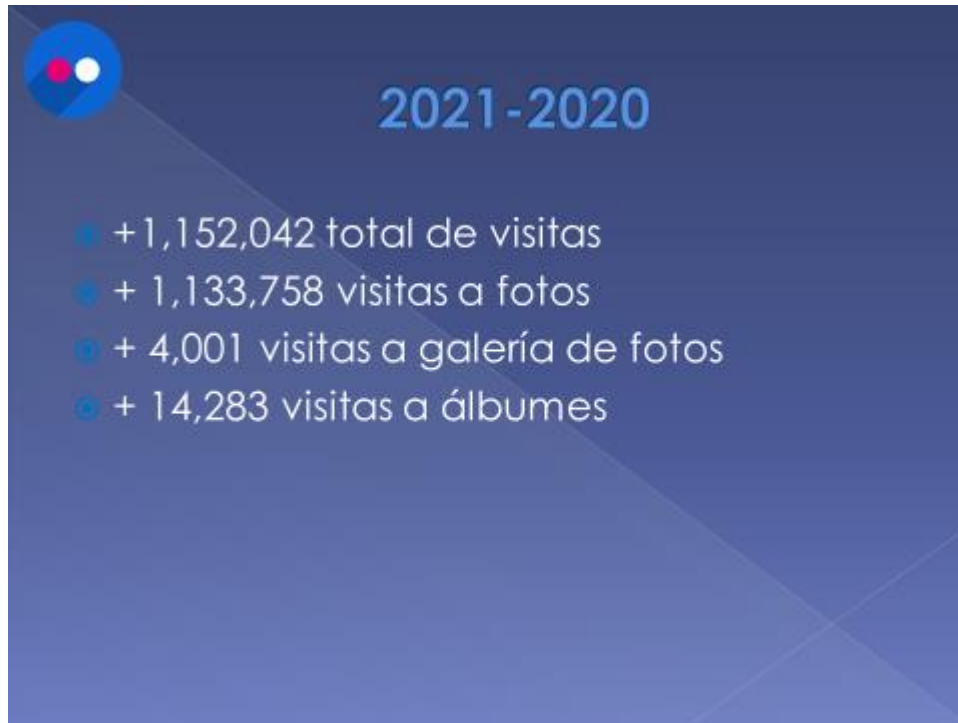 2021-2020
+1,152,042 total de visitas
+ 1,133,758 visitas a fotos
+ 4,001 visitas a galería de fotos
+ 14,283 visitas a álbumes